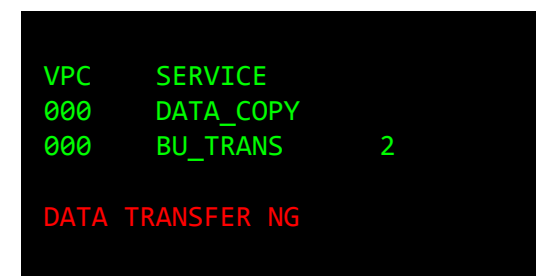 VPC SERVICE
000 DATA_COPY
000 BU_TRANS 2
DATA TRANSFER NG